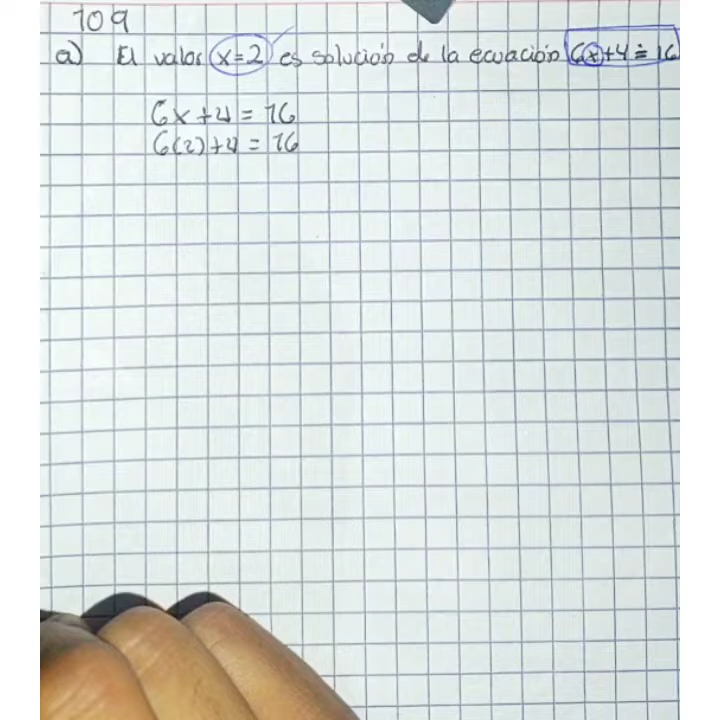 109
a) El valor x=2 es solución de la ecuación 6x+4=16
6x+4=16
6(2)+4=16